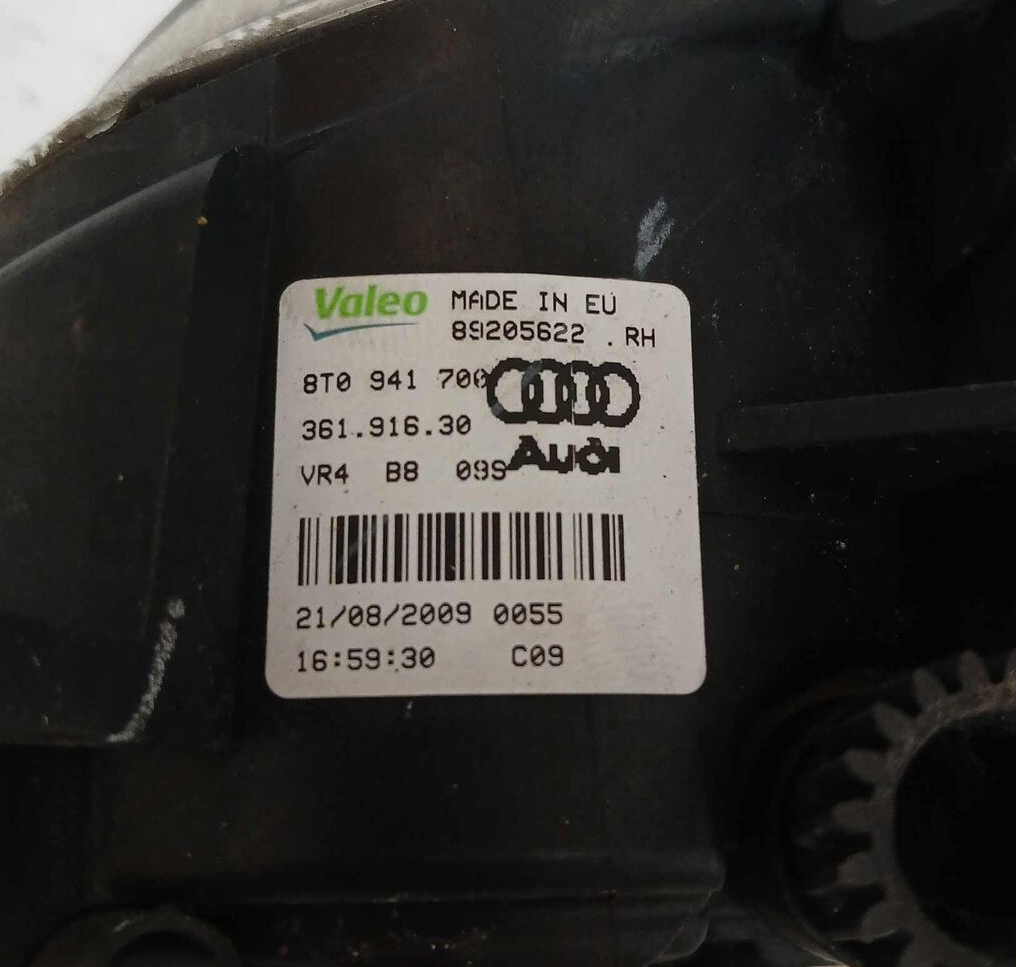 Valeo MADE IN EU
89205622 . RH
8T0 941 700
361.916.30
Audi
VR4 B8 09S
21/08/2009 0055
16:59:30 C09